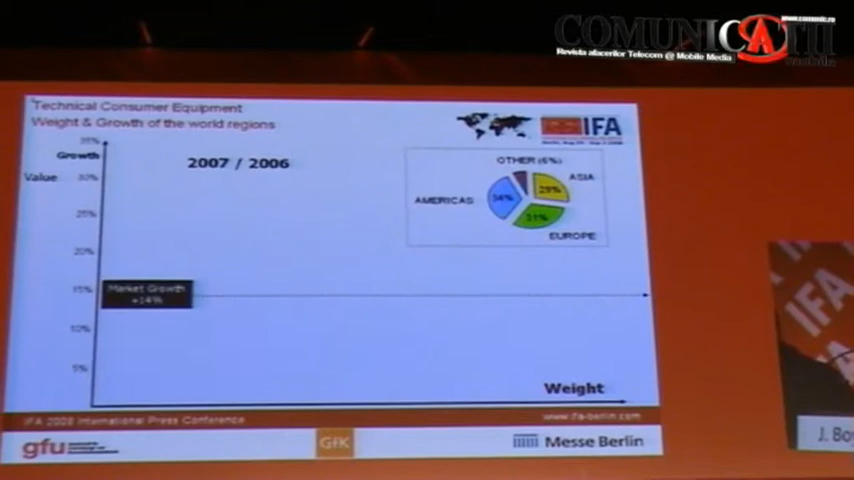 COMUNICATII
www.comunic.ro
Revista afacerilor Telecom @ Mobile Media
mobile
Technical Consumer Equipment
Weight & Growth of the world regions
IFA
35%
Growth
Value
2007 / 2006
30%
25%
20%
15%
10%
5%
OTHER (6%)
ASIA
29%
AMERICAS
34%
31%
EUROPE
Market Growth
+14%
Weight
IFA 2008 International Press Conference
www.ifa-berlin.com
gfu
GfK
Messe Berlin
IFA
J. Bo